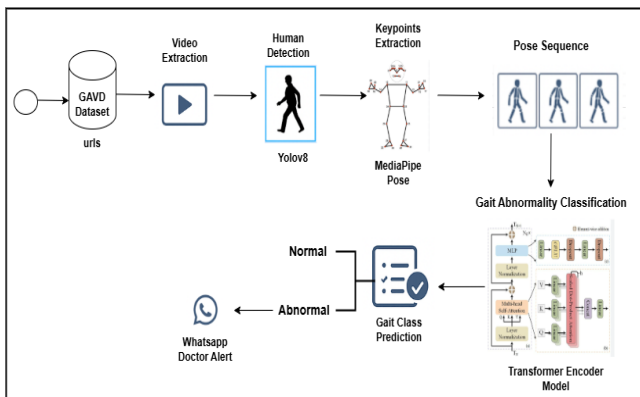 Video
Extraction
Human
Detection
Keypoints
Extraction
Pose Sequence
GAVD
Dataset
urls
Yolov8
MediaPipe
Pose
Gait Abnormality Classification
MLP
Layer
Normalization
Multi-head
Self Attention
Layer
Normalization
V
K
Q
Transformer Encoder
Model
Normal
Abnormal
Gait Class
Prediction
Whatsapp
Doctor Alert